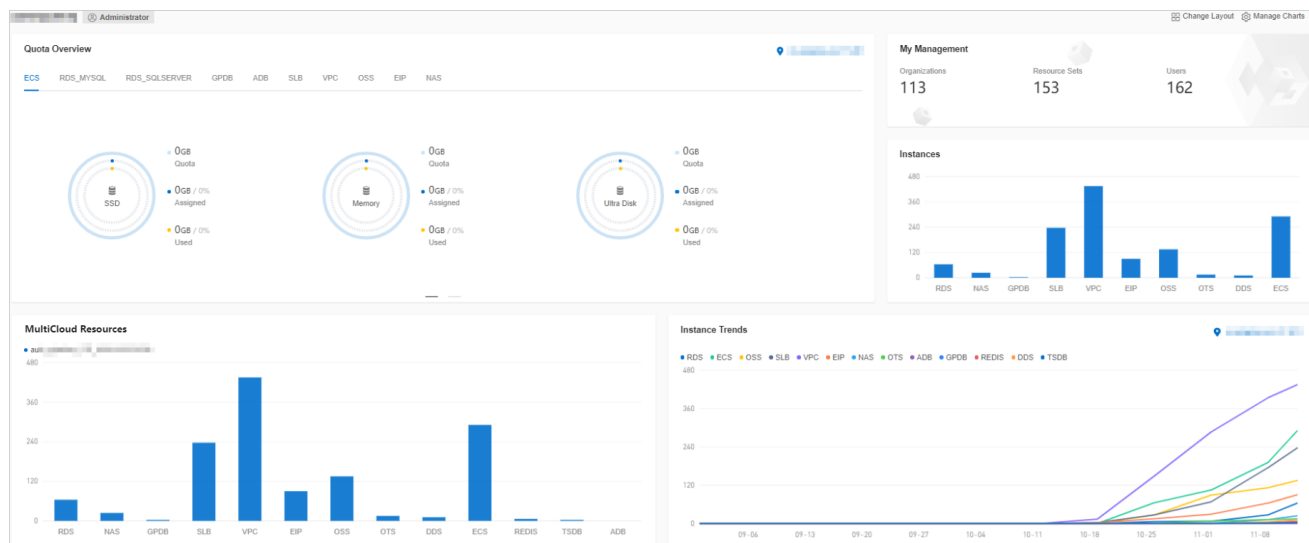 Administrator
Change Layout Manage Charts
Quota Overview
ECS RDS_MYSQL RDS_SQLSERVER GPDB ADB SLB VPC OSS EIP NAS
0GB
Quota
0GB / 0%
Assigned
0GB / 0%
Used
SSD
0GB
Quota
0GB / 0%
Assigned
0GB / 0%
Used
Memory
0GB
Quota
0GB / 0%
Assigned
0GB / 0%
Used
Ultra Disk
My Management
Organizations Resource Sets Users
113 153 162
Instances
480
360
240
120
0
RDS NAS GPDB SLB VPC EIP OSS OTS DDS ECS
MultiCloud Resources
480
360
240
120
0
RDS NAS GPDB SLB VPC EIP OSS OTS DDS ECS REDIS TSDB ADB
Instance Trends
RDS ECS OSS SLB VPC EIP NAS OTS ADB GPDB REDIS DDS TSDB
480
360
240
120
0
09-06 09-13 09-20 09-27 10-04 10-11 10-18 10-25 11-01 11-08